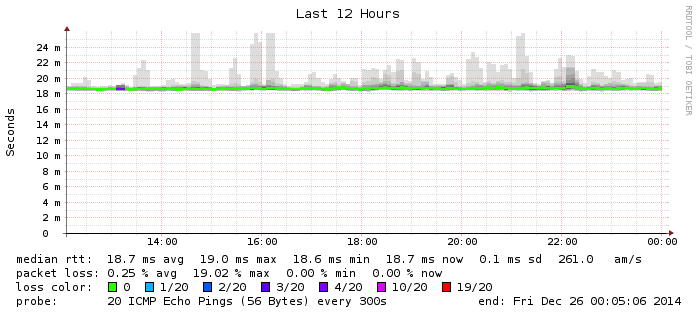 Last 12 Hours
RRDTOOL / TOBI OETIKER
Seconds
24 m
22 m
20 m
18 m
16 m
14 m
12 m
10 m
8 m
6 m
4 m
2 m
0
14:00 16:00 18:00 20:00 22:00 00:00
median rtt: 18.7 ms avg 19.0 ms max 18.6 ms min 18.7 ms now 0.1 ms sd 261.0 am/s
packet loss: 0.25 % avg 19.02 % max 0.00 % min 0.00 % now
loss color: 0 1/20 2/20 3/20 4/20 10/20 19/20
probe: 20 ICMP Echo Pings (56 Bytes) every 300s end: Fri Dec 26 00:05:06 2014